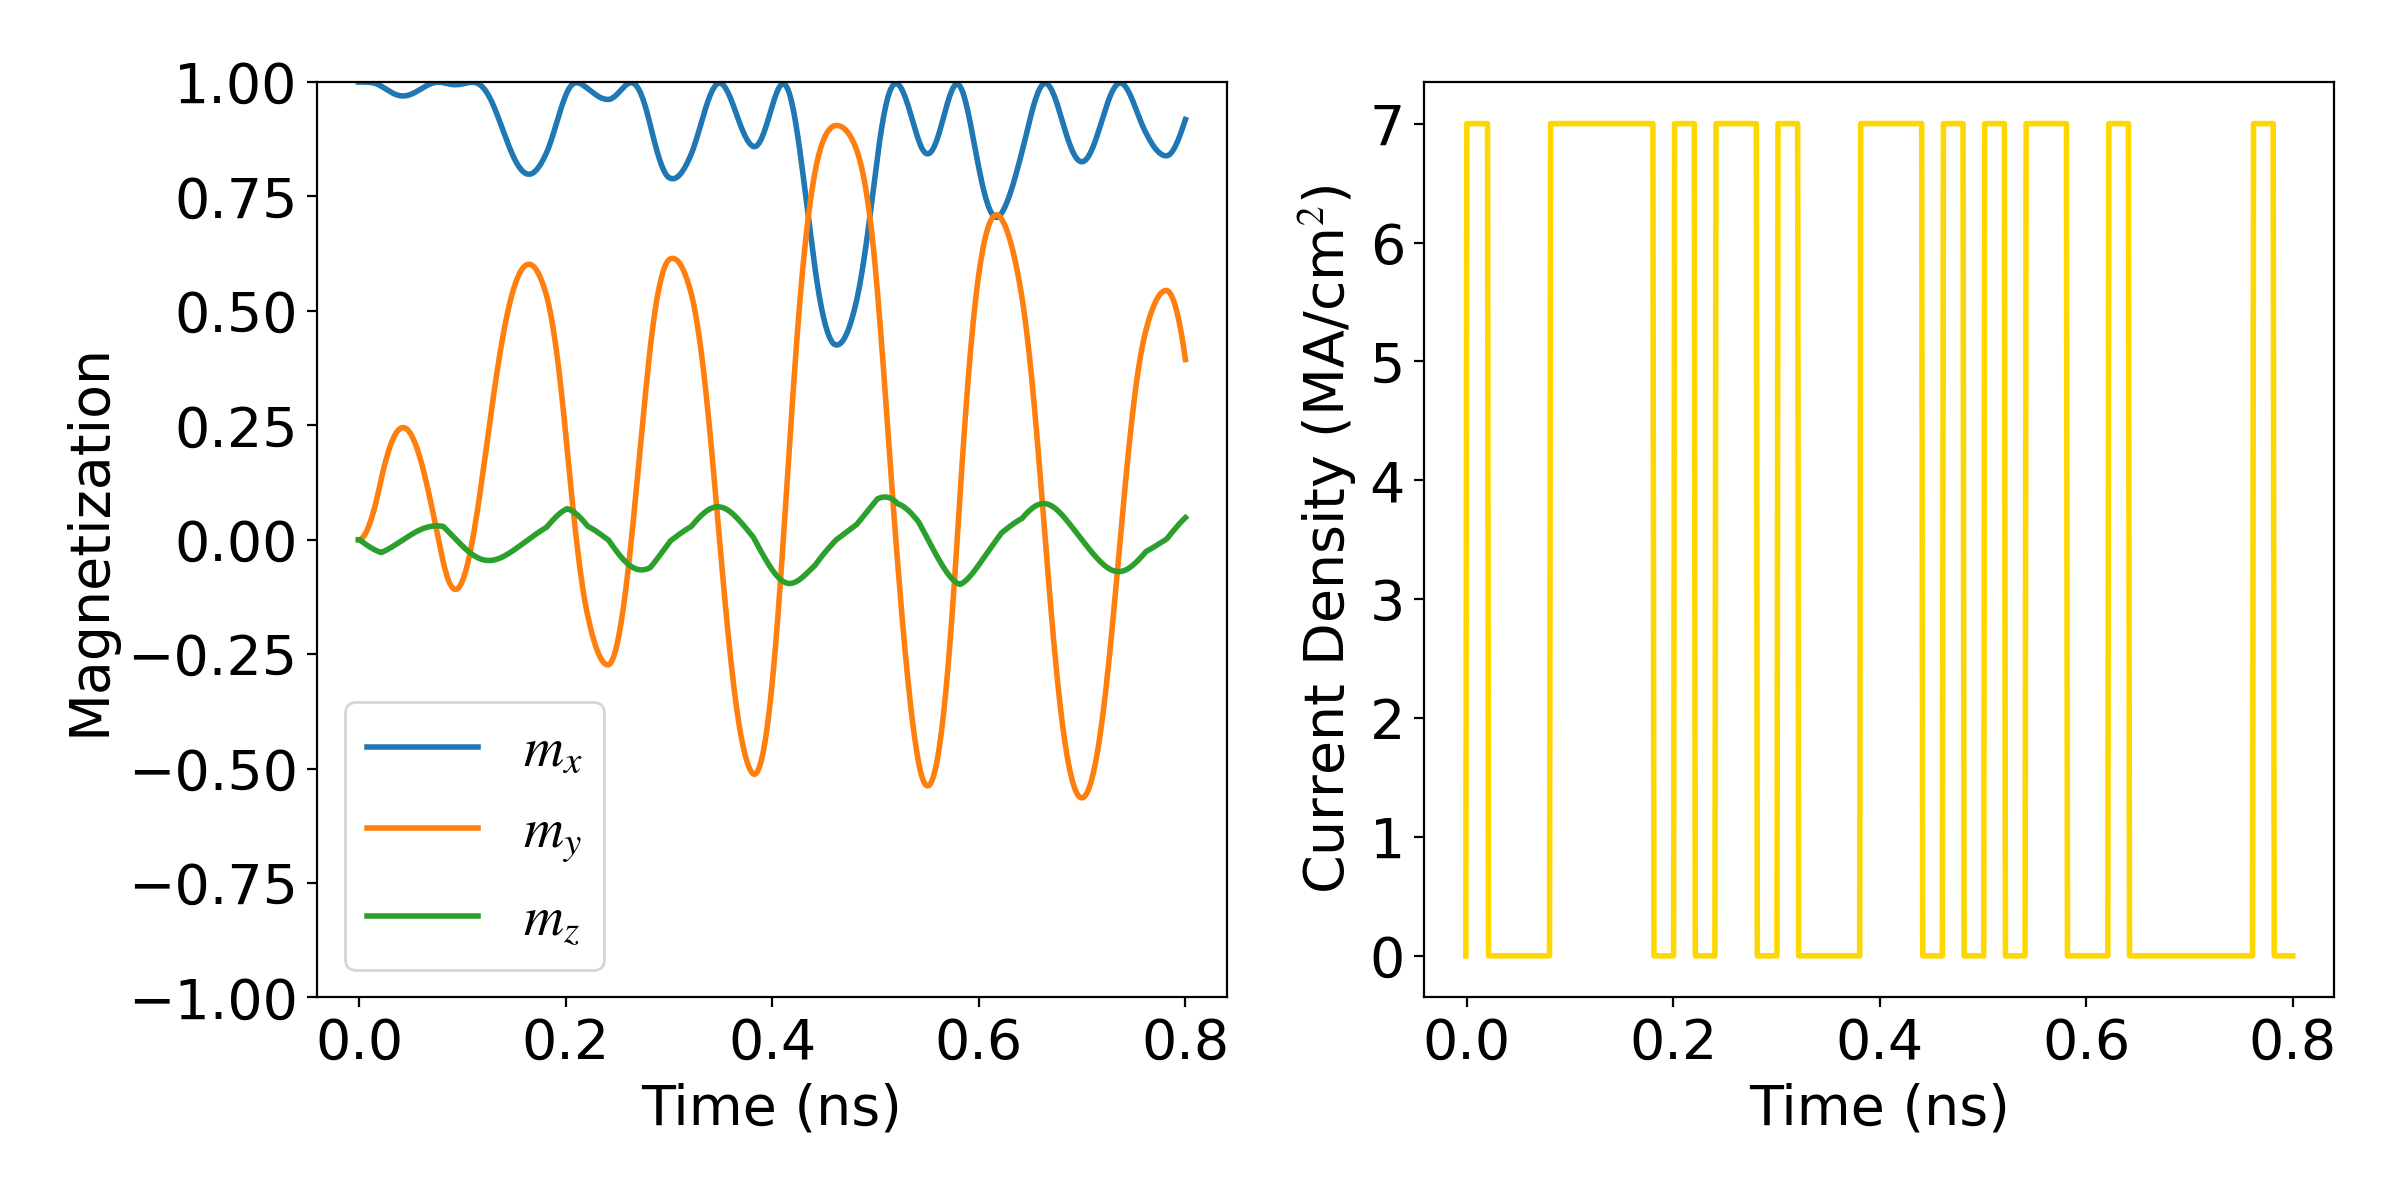 1.00
0.75
0.50
0.25
0.00
−0.25
−0.50
−0.75
−1.00
Magnetization
m_x
m_y
m_z
0.0 0.2 0.4 0.6 0.8
Time (ns)
7
6
5
4
3
2
1
0
Current Density (MA/cm²)
0.0 0.2 0.4 0.6 0.8
Time (ns)